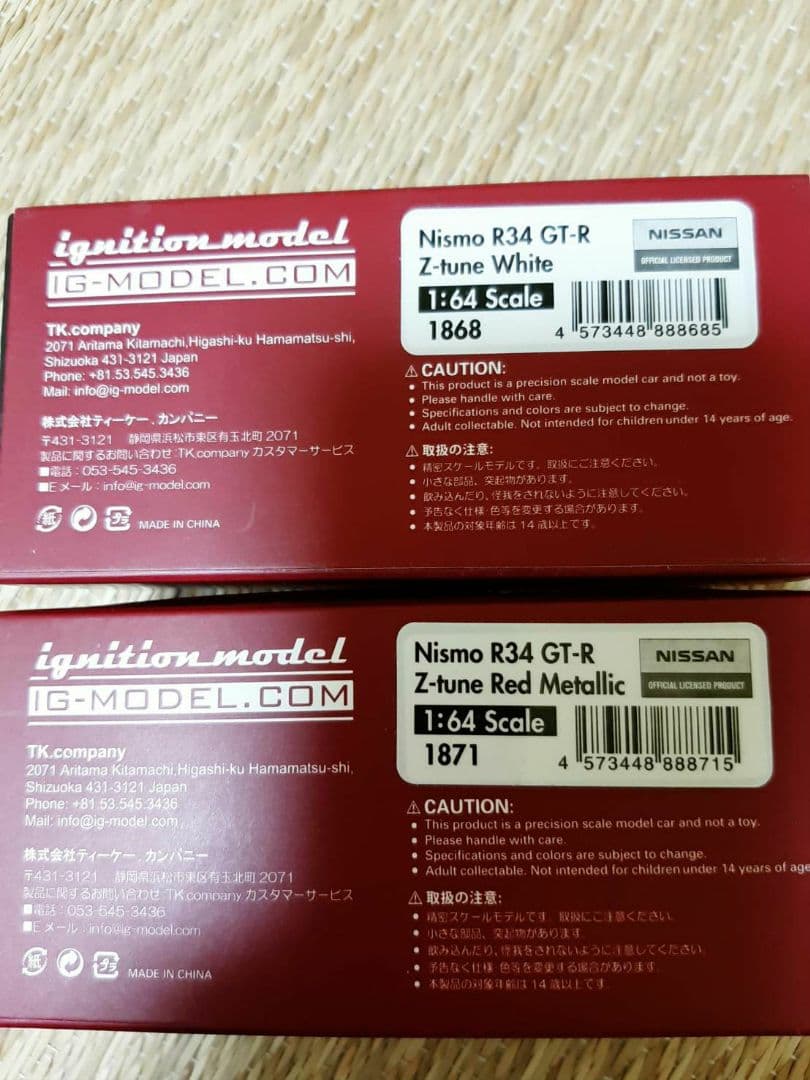 ignition model
IG-MODEL.COM
TK.company
2071 Aritama Kitamachi,Higashi-ku Hamamatsu-shi,
Shizuoka 431-3121 Japan
Phone: +81.53.545.3436
Mail: info@ig-model.com
株式会社ティーケー．カンパニー
〒431-3121　静岡県浜松市東区有玉北町 2071
製品に関するお問い合わせ：TK.company カスタマーサービス
■電話：053-545-3436
■E メール：info@ig-model.com
紙 プラ MADE IN CHINA
Nismo R34 GT-R
Z-tune White
1:64 Scale
1868
NISSAN
OFFICIAL LICENSED PRODUCT
4 573448 888685
⚠ CAUTION:
• This product is a precision scale model car and not a toy.
• Please handle with care.
• Specifications and colors are subject to change.
• Adult collectable. Not intended for children under 14 years of age.
⚠ 取扱の注意:
• 精密スケールモデルです。取扱にご注意ください。
• 小さな部品、突起物があります。
• 飲み込んだり、怪我をされないように注意してください。
• 予告なく仕様・色等を変更する場合があります。
• 本製品の対象年齢は 14 歳以上です。
ignition model
IG-MODEL.COM
TK.company
2071 Aritama Kitamachi,Higashi-ku Hamamatsu-shi,
Shizuoka 431-3121 Japan
Phone: +81.53.545.3436
Mail: info@ig-model.com
株式会社ティーケー．カンパニー
〒431-3121　静岡県浜松市東区有玉北町 2071
製品に関するお問い合わせ：TK.company カスタマーサービス
■電話：053-545-3436
■E メール：info@ig-model.com
紙 プラ MADE IN CHINA
Nismo R34 GT-R
Z-tune Red Metallic
1:64 Scale
1871
NISSAN
OFFICIAL LICENSED PRODUCT
4 573448 888715
⚠ CAUTION:
• This product is a precision scale model car and not a toy.
• Please handle with care.
• Specifications and colors are subject to change.
• Adult collectable. Not intended for children under 14 years of age
⚠ 取扱の注意:
• 精密スケールモデルです。取扱にご注意ください。
• 小さな部品、突起物があります。
• 飲み込んだり、怪我をされないように注意してください。
• 予告なく仕様・色等を変更する場合があります。
• 本製品の対象年齢は 14 歳以上です。